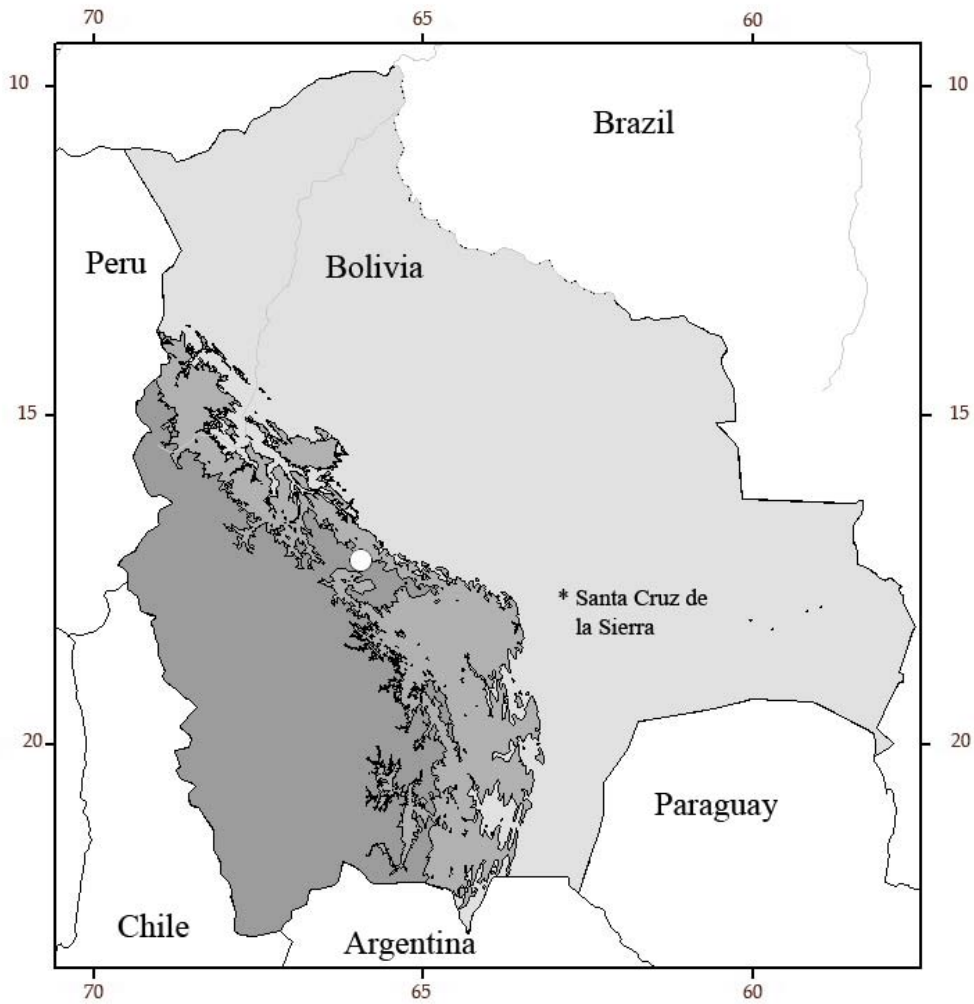 70 65 60
10 10
Brazil
Peru
Bolivia
15 15
* Santa Cruz de
la Sierra
20 20
Paraguay
Chile
Argentina
70 65 60